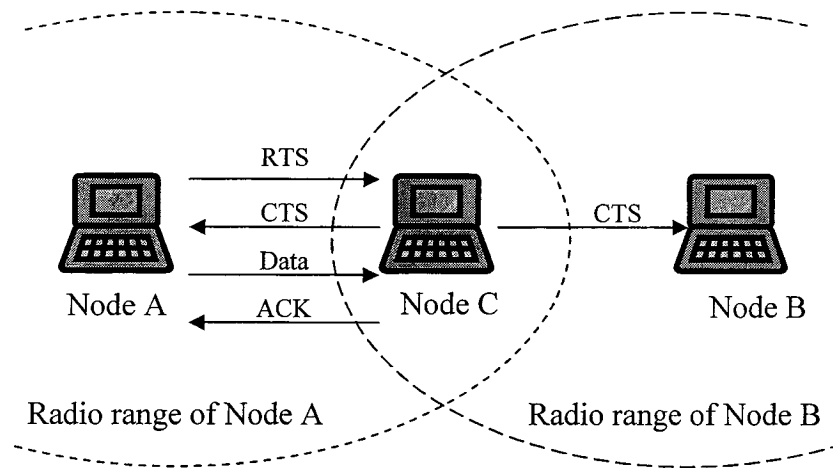 RTS
CTS
CTS
Data
ACK
Node A
Node C
Node B
Radio range of Node A
Radio range of Node B